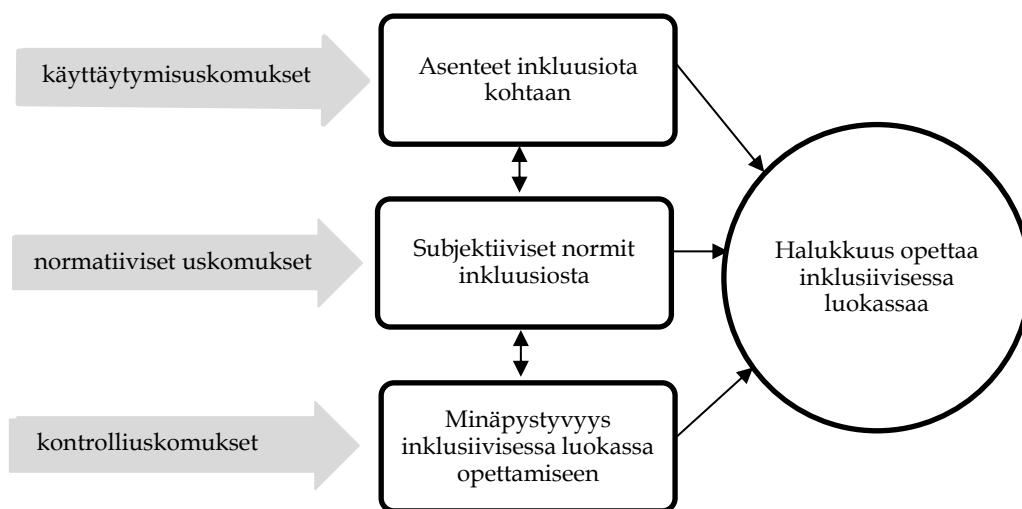 käyttäytymisuskomukset
Asenteet inkluusiota
kohtaan
normatiiviset uskomukset
Subjektiiviset normit
inkluusiosta
Halukkuus opettaa
inklusiivisessa
luokassaa
kontrolliuskomukset
Minäpystyvyys
inklusiivisessa luokassa
opettamiseen